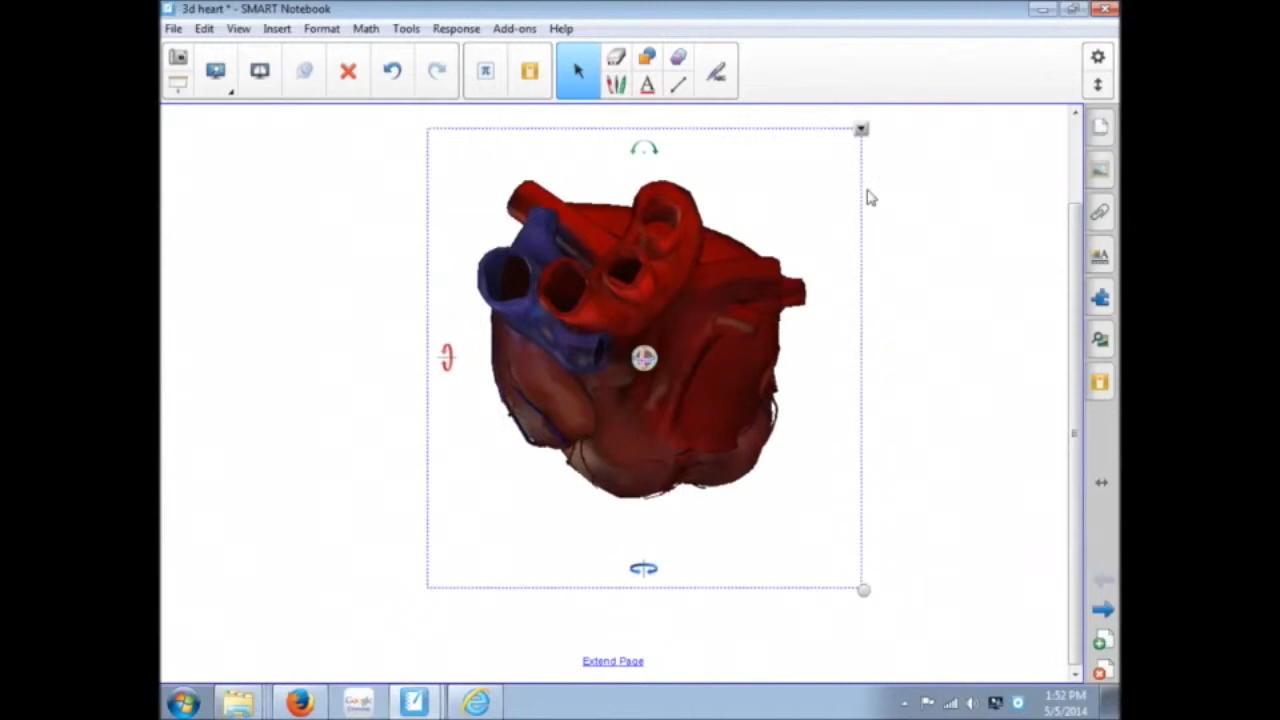 3d heart * - SMART Notebook
File Edit View Insert Format Math Tools Response Add-ons Help
Extend Page
1:52 PM
5/5/2014